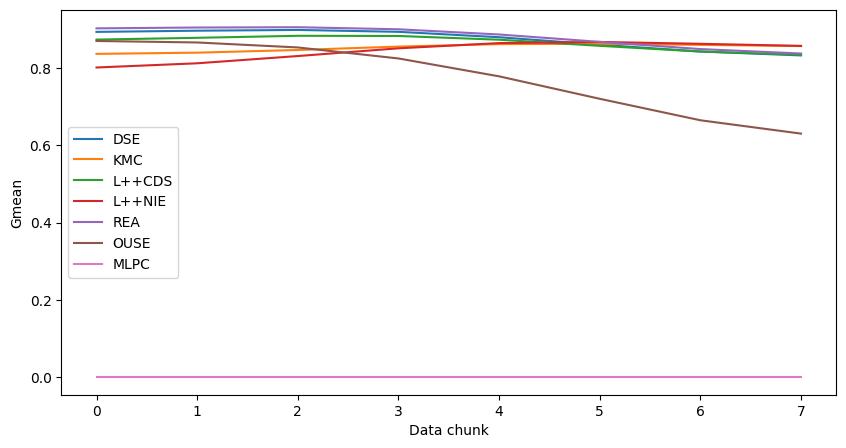 0.8
0.6
0.4
0.2
0.0
Gmean
DSE
KMC
L++CDS
L++NIE
REA
OUSE
MLPC
0 1 2 3 4 5 6 7
Data chunk